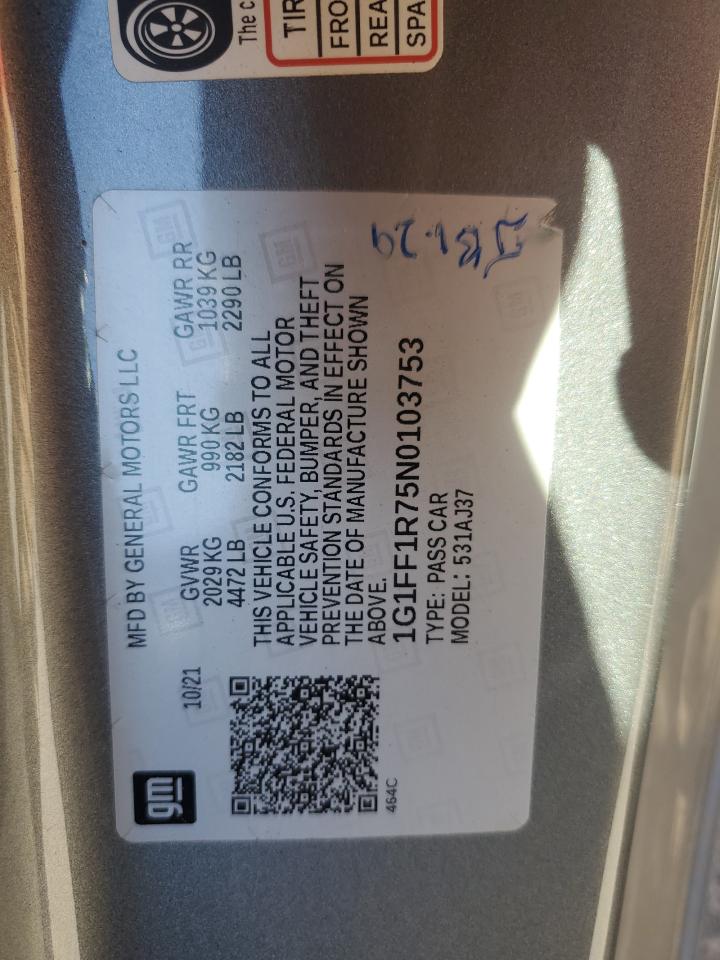 The c
TIR
FRO
REA
SPA
gm
MFD BY GENERAL MOTORS LLC
10/21
GVWR GAWR FRT GAWR RR
2029 KG 990 KG 1039 KG
4472 LB 2182 LB 2290 LB
THIS VEHICLE CONFORMS TO ALL
APPLICABLE U.S. FEDERAL MOTOR
VEHICLE SAFETY, BUMPER, AND THEFT
PREVENTION STANDARDS IN EFFECT ON
THE DATE OF MANUFACTURE SHOWN
ABOVE.
1G1FF1R75N0103753
TYPE: PASS CAR
MODEL: 531AJ37
464C